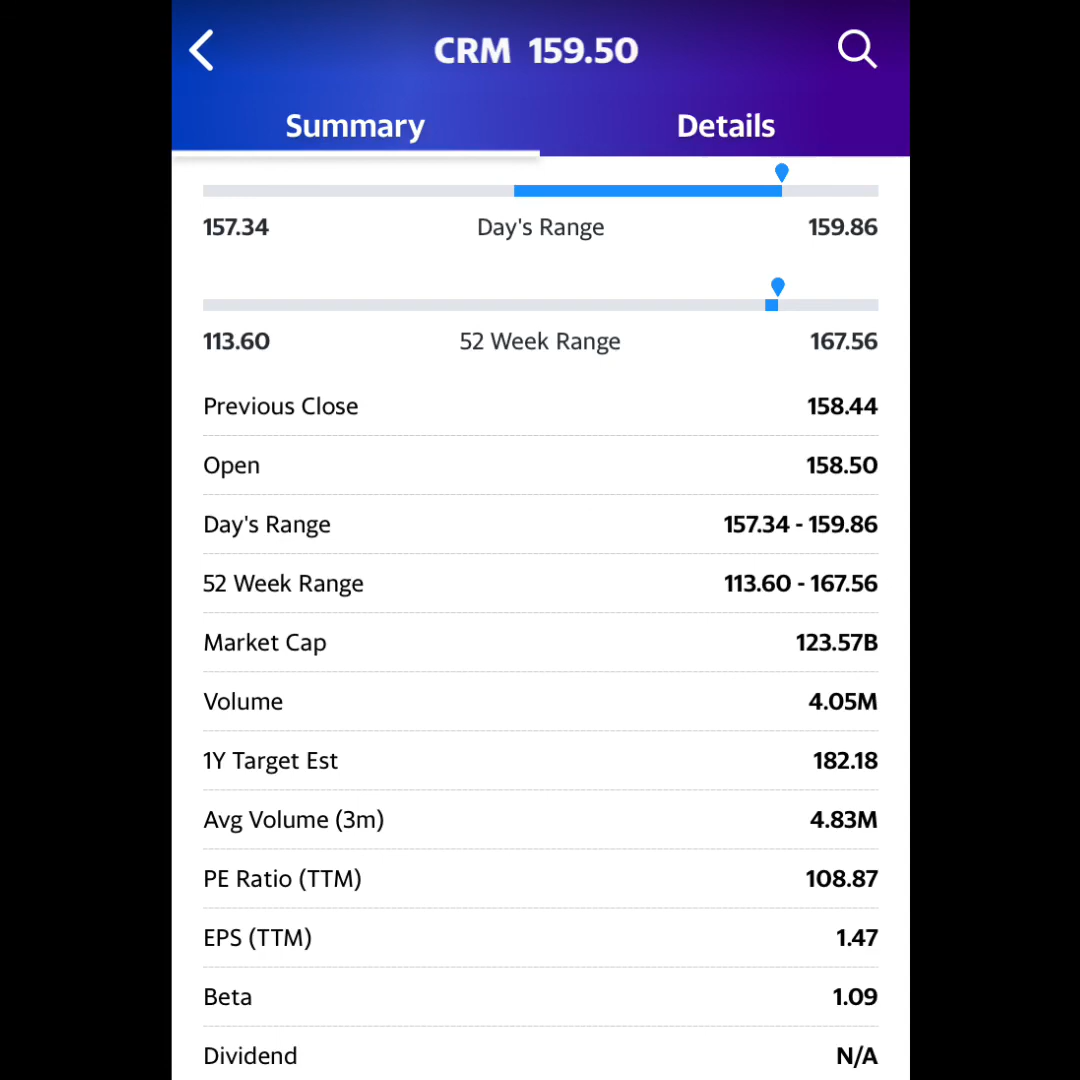 CRM 159.50
Summary Details
157.34 Day's Range 159.86
113.60 52 Week Range 167.56
Previous Close 158.44
Open 158.50
Day's Range 157.34 - 159.86
52 Week Range 113.60 - 167.56
Market Cap 123.57B
Volume 4.05M
1Y Target Est 182.18
Avg Volume (3m) 4.83M
PE Ratio (TTM) 108.87
EPS (TTM) 1.47
Beta 1.09
Dividend N/A